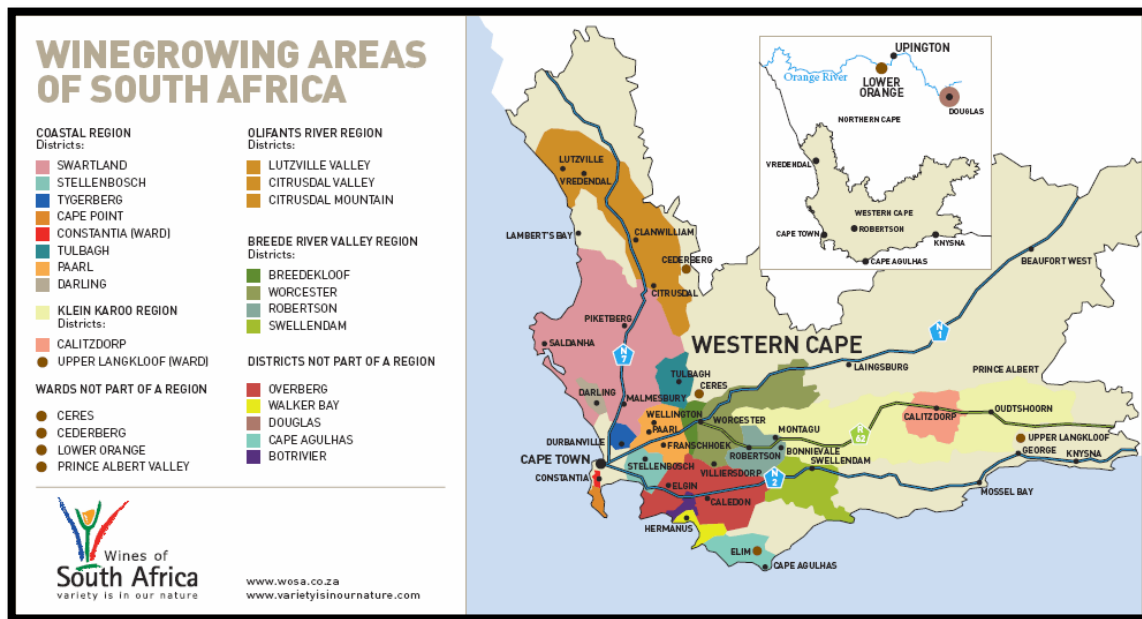 WINEGROWING AREAS
OF SOUTH AFRICA
COASTAL REGION
Districts:
SWARTLAND
STELLENBOSCH
TYGERBERG
CAPE POINT
CONSTANTIA (WARD)
TULBAGH
PAARL
DARLING
KLEIN KAROO REGION
Districts:
CALITZDORP
UPPER LANGKLOOF (WARD)
WARDS NOT PART OF A REGION
CERES
CEDERBERG
LOWER ORANGE
PRINCE ALBERT VALLEY
OLIFANTS RIVER REGION
Districts:
LUTZVILLE VALLEY
CITRUSDAL VALLEY
CITRUSDAL MOUNTAIN
BREEDE RIVER VALLEY REGION
Districts:
BREEDEKLOOF
WORCESTER
ROBERTSON
SWELLENDAM
DISTRICTS NOT PART OF A REGION
OVERBERG
WALKER BAY
DOUGLAS
CAPE AGULHAS
BOTRIVIER
Wines of
South Africa
variety is in our nature
www.wosa.co.za
www.varietyisinournature.com
UPINGTON
Orange River
LOWER
ORANGE
DOUGLAS
NORTHERN CAPE
VREDENDAL
WESTERN CAPE
ROBERTSON
CAPE TOWN
KNYSNA
CAPE AGULHAS
LUTZVILLE
VREDENDAL
LAMBERT'S BAY
CLANWILLIAM
CEDERBERG
CITRUSDAL
BEAUFORT WEST
PIKETBERG
SALDANHA
N
7
WESTERN CAPE
N
1
TULBAGH
CERES
LAINGSBURG
PRINCE ALBERT
DARLING
MALMESBURY
WELLINGTON
PAARL
WORCESTER
CALITZDORP
OUDTSHOORN
DURBANVILLE
FRANSCHHOEK
MONTAGU
R
62
UPPER LANGKLOOF
CAPE TOWN
STELLENBOSCH
ROBERTSON
BONNIEVALE
GEORGE
KNYSNA
CONSTANTIA
VILLIERSDORP
SWELLENDAM
N
2
ELGIN
CALEDON
MOSSEL BAY
HERMANUS
ELIM
CAPE AGULHAS